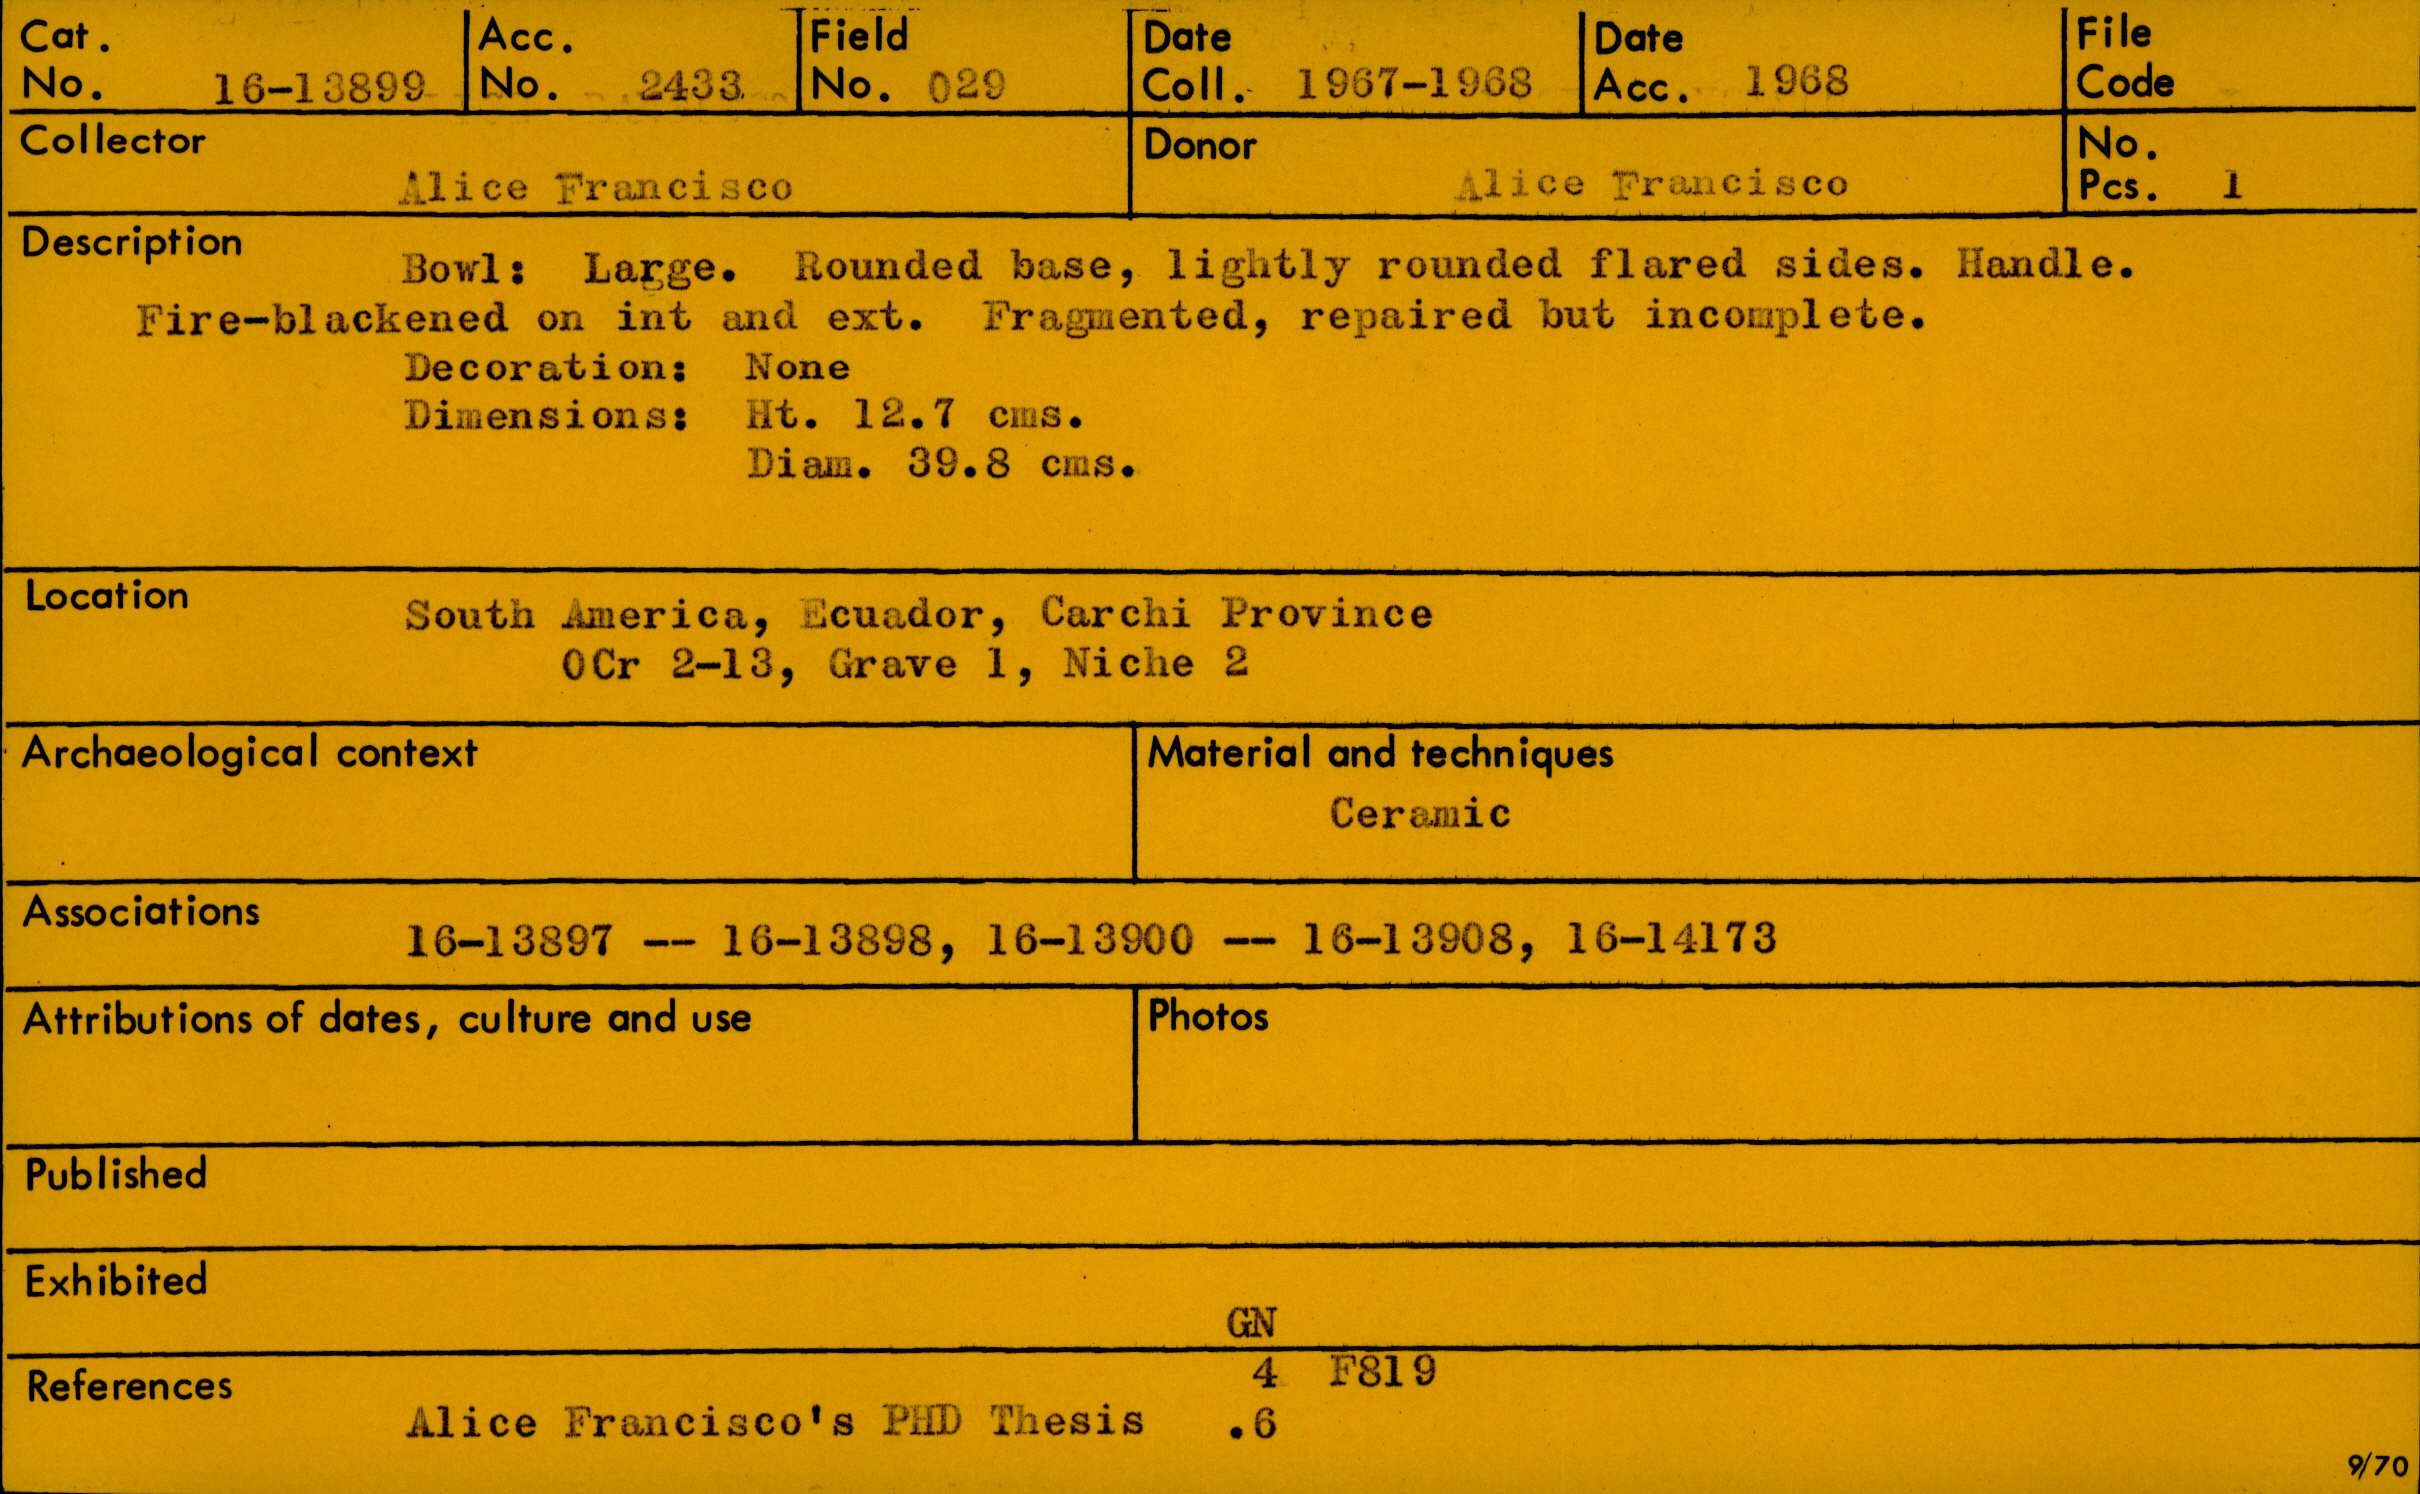 Cat. No. 16-13899
Acc. No. 2433
Field No. 029
Date Coll. 1967-1968
Date Acc. 1968
File Code
Collector
Alice Francisco
Donor
Alice Francisco
No. Pcs. 1
Description
Bowl: Large. Rounded base, lightly rounded flared sides. Handle.
Fire-blackened on int and ext. Fragmented, repaired but incomplete.
Decoration: None
Dimensions: Ht. 12.7 cms.
Diam. 39.8 cms.
Location
South America, Ecuador, Carchi Province
OCr 2-13, Grave 1, Niche 2
Archaeological context
Material and techniques
Ceramic
Associations
16-13897 -- 16-13898, 16-13900 -- 16-13908, 16-14173
Attributions of dates, culture and use
Photos
Published
Exhibited
GN
References
4 F819
Alice Francisco's PHD Thesis .6
9/70